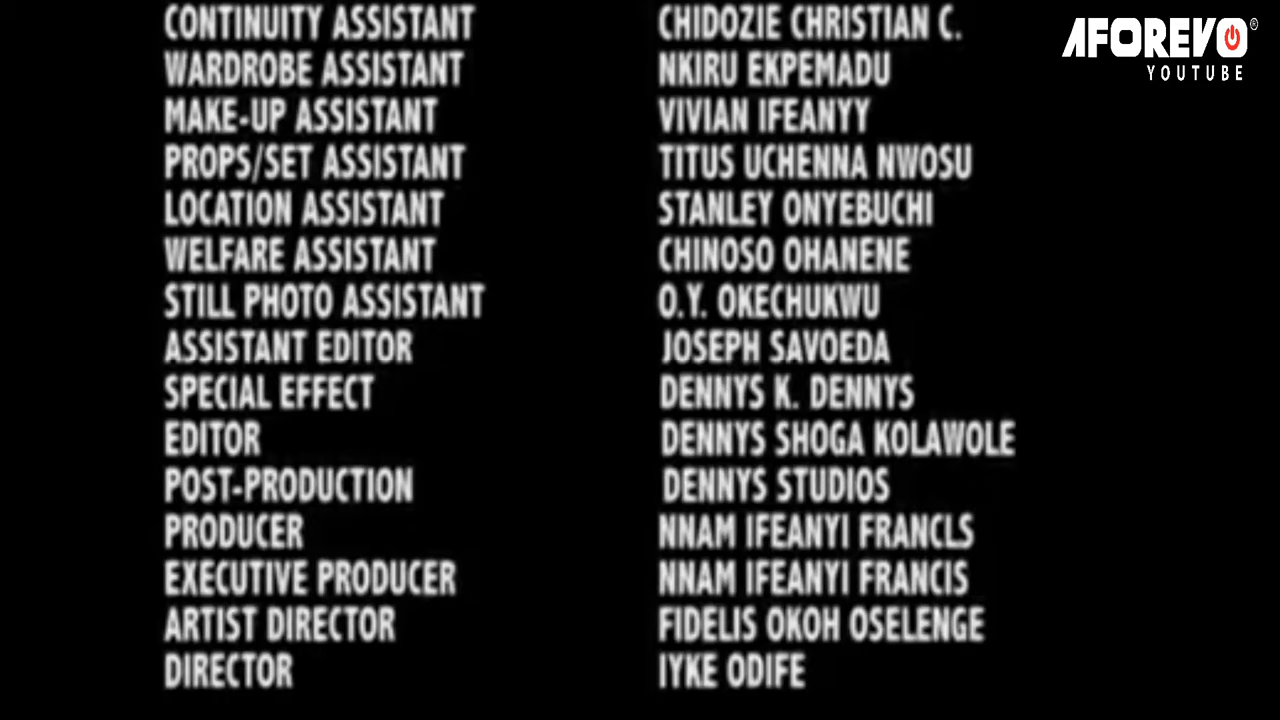 CONTINUITY ASSISTANT CHIDOZIE CHRISTIAN C.
WARDROBE ASSISTANT NKIRU EKPEMADU
MAKE-UP ASSISTANT VIVIAN IFEANYY
PROPS/SET ASSISTANT TITUS UCHENNA NWOSU
LOCATION ASSISTANT STANLEY ONYEBUCHI
WELFARE ASSISTANT CHINOSO OHANENE
STILL PHOTO ASSISTANT O.Y. OKECHUKWU
ASSISTANT EDITOR JOSEPH SAVOEDA
SPECIAL EFFECT DENNYS K. DENNYS
EDITOR DENNYS SHOGA KOLAWOLE
POST-PRODUCTION DENNYS STUDIOS
PRODUCER NNAM IFEANYI FRANCLS
EXECUTIVE PRODUCER NNAM IFEANYI FRANCIS
ARTIST DIRECTOR FIDELIS OKOH OSELENGE
DIRECTOR IYKE ODIFE
AFOREVO®
YOUTUBE